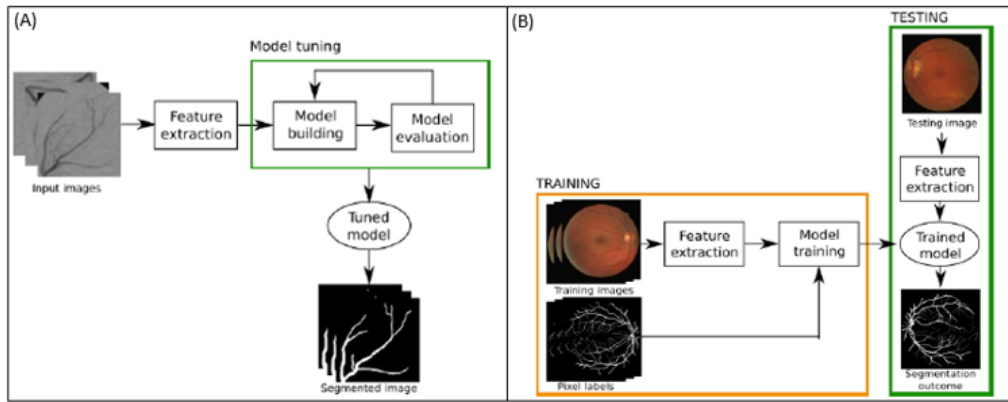 (A)
Model tuning
Input images
Feature
extraction
Model
building
Model
evaluation
Tuned
model
Segmented image
(B)
TRAINING
Training images
Pixel labels
Feature
extraction
Model
training
TESTING
Testing image
Feature
extraction
Trained
model
Segmentation
outcome